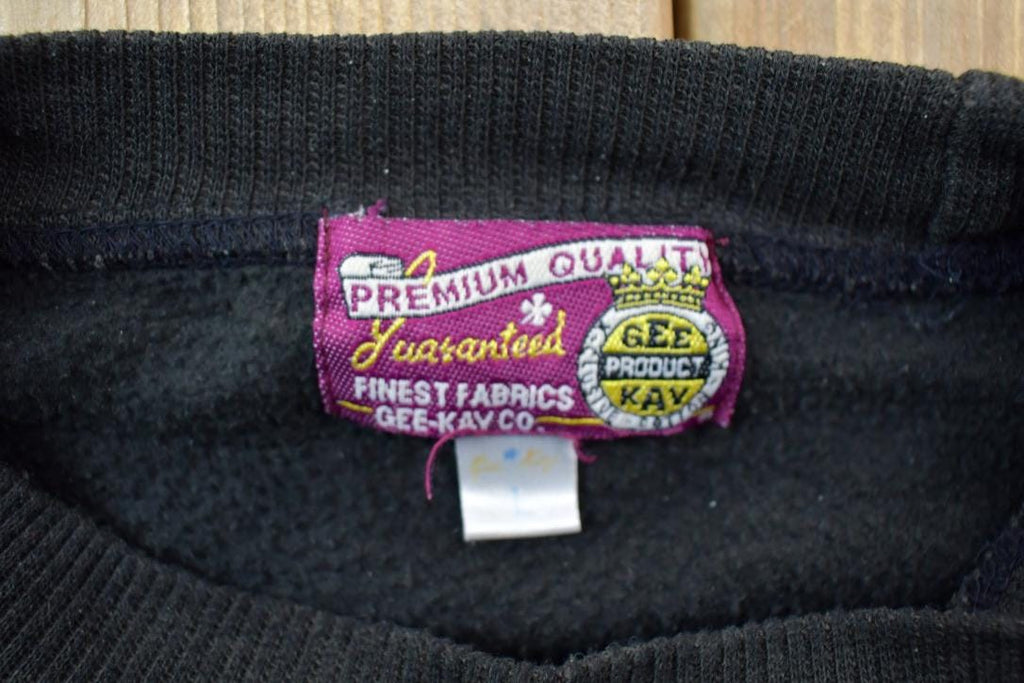 PREMIUM QUALITY
Guaranteed
FINEST FABRICS
GEE-KAY CO.
GEE
PRODUCT
KAY